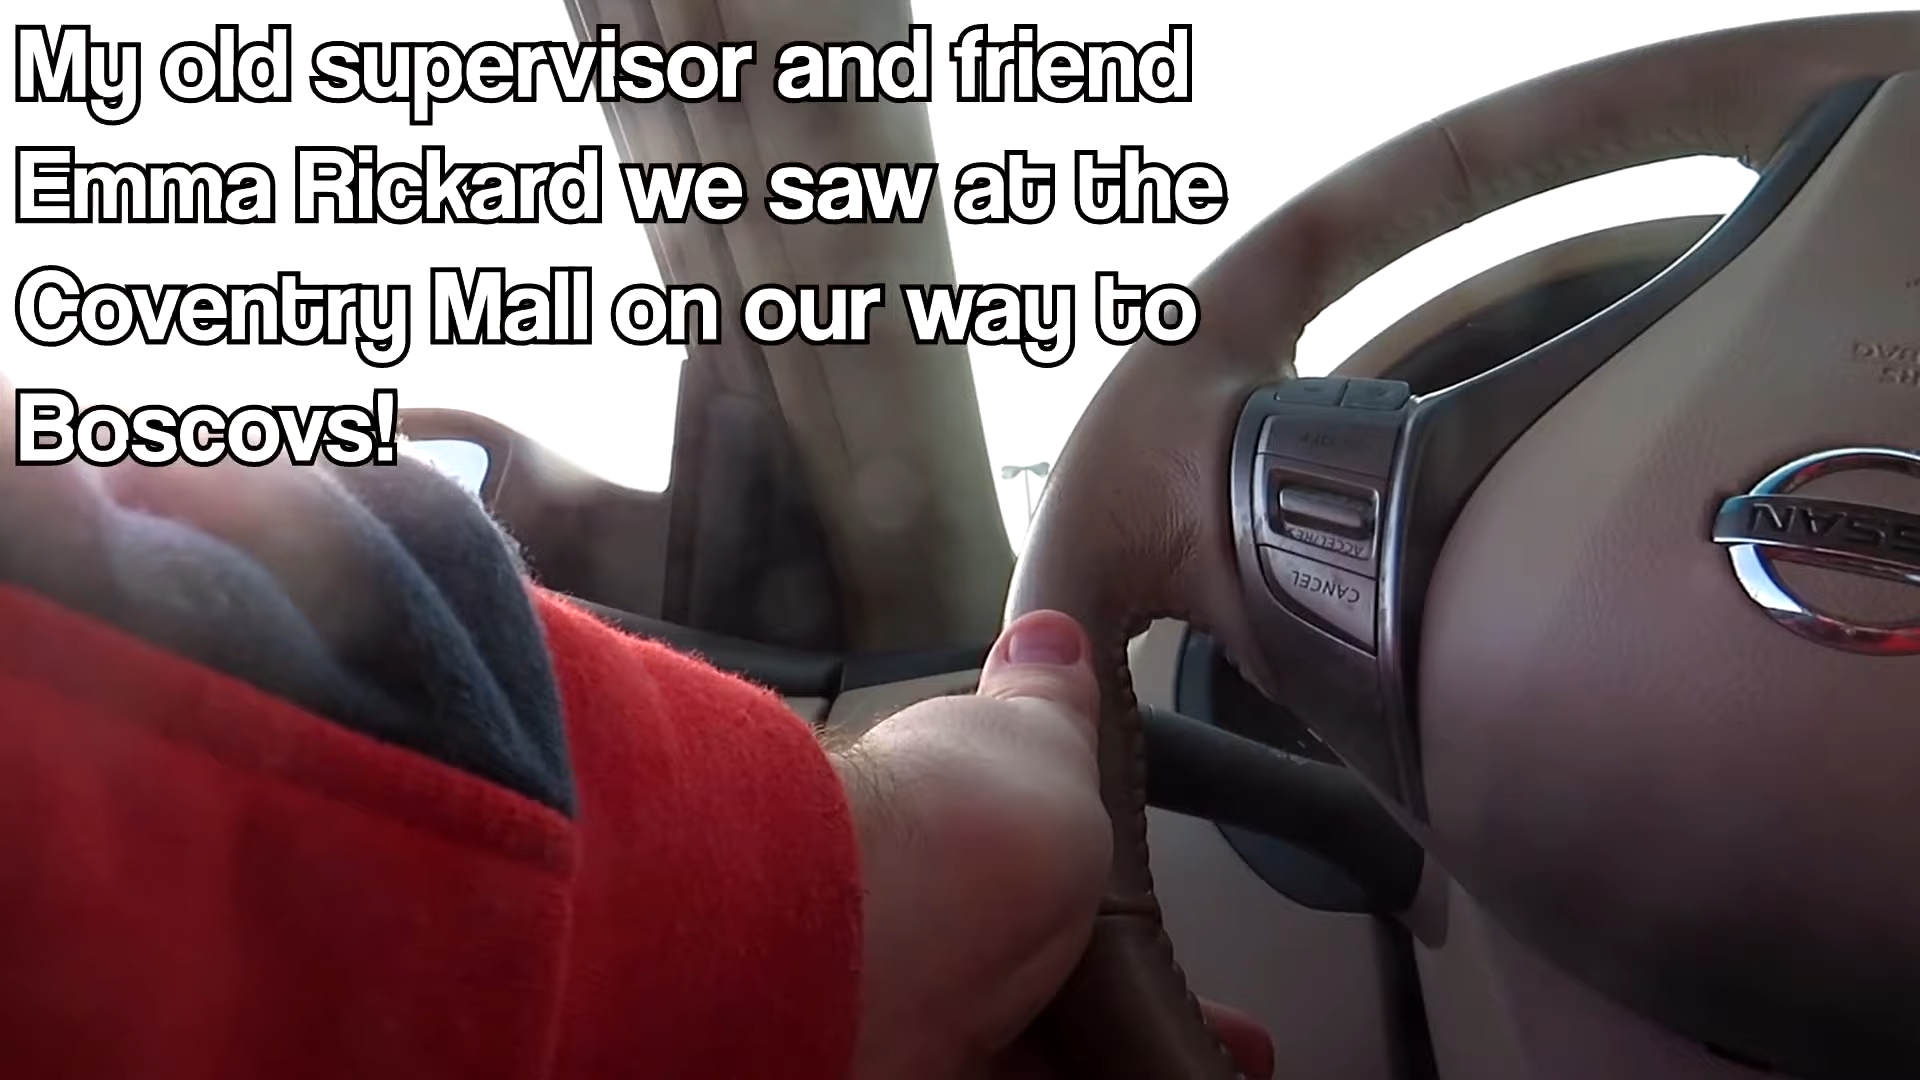 My old supervisor and friend
Emma Rickard we saw at the
Coventry Mall on our way to
Boscovs!
CANCEL
NISSAN